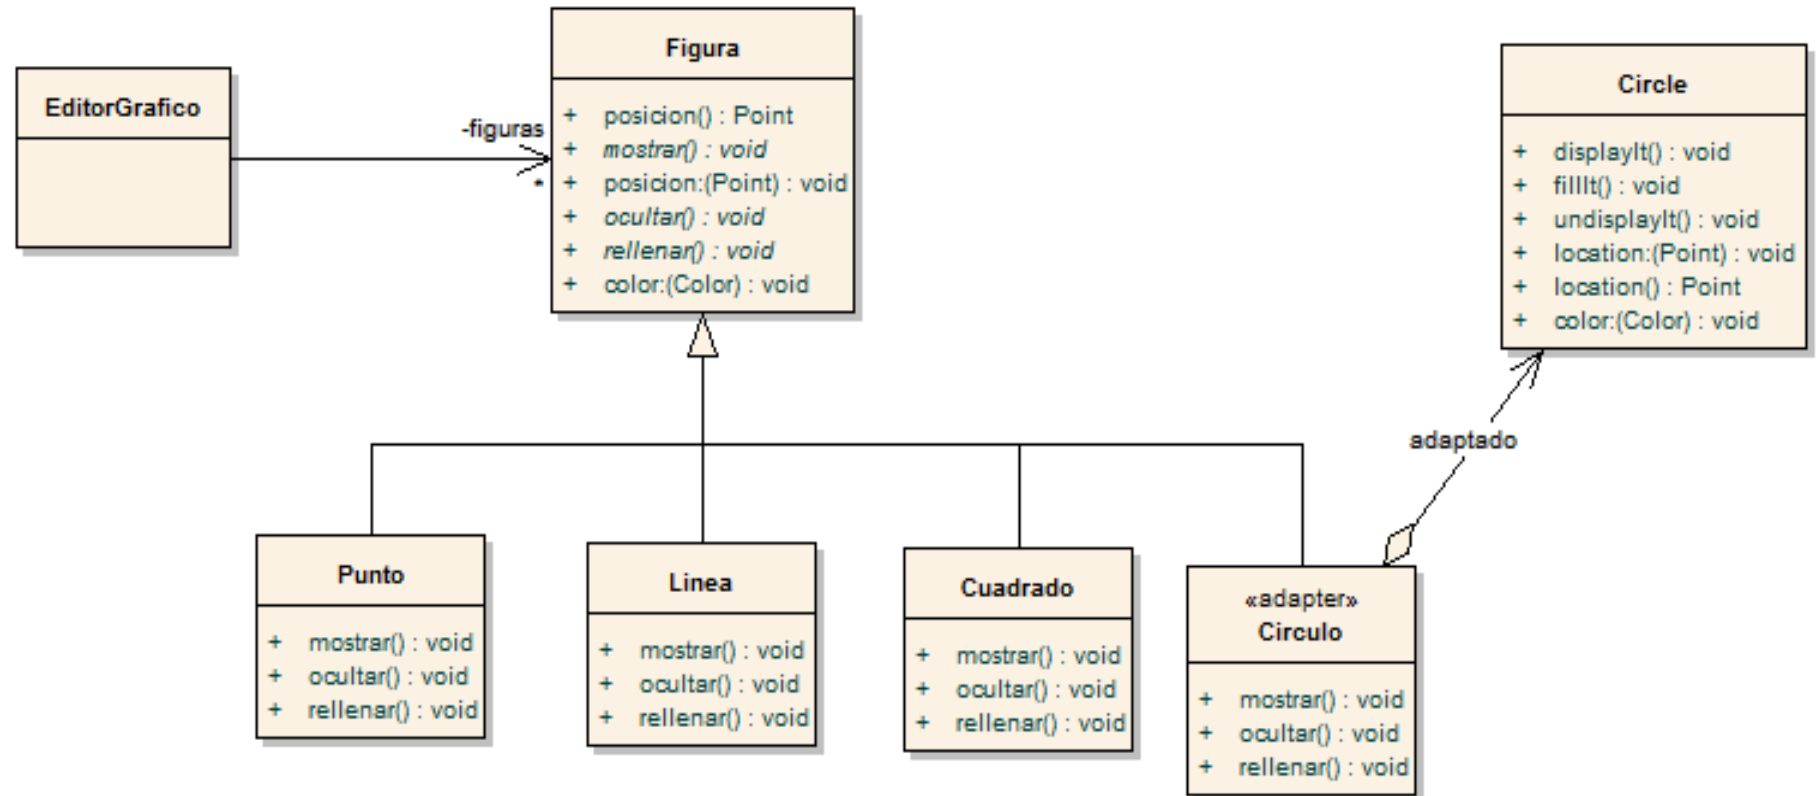 EditorGrafico
-figuras
*
Figura
+ posicion() : Point
+ mostrar() : void
+ posicion:(Point) : void
+ ocultar() : void
+ rellenar() : void
+ color:(Color) : void
Circle
+ displayIt() : void
+ fillIt() : void
+ undisplayIt() : void
+ location:(Point) : void
+ location() : Point
+ color:(Color) : void
adaptado
Punto
+ mostrar() : void
+ ocultar() : void
+ rellenar() : void
Linea
+ mostrar() : void
+ ocultar() : void
+ rellenar() : void
Cuadrado
+ mostrar() : void
+ ocultar() : void
+ rellenar() : void
«adapter»
Circulo
+ mostrar() : void
+ ocultar() : void
+ rellenar() : void